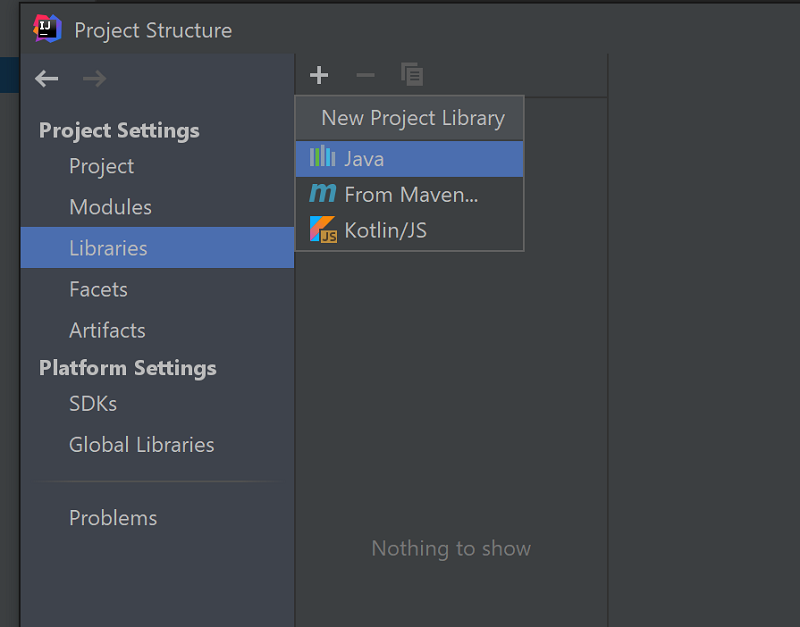 IJ
Project Structure
Project Settings
Project
Modules
Libraries
Facets
Artifacts
Platform Settings
SDKs
Global Libraries
Problems
New Project Library
Java
m From Maven...
JS Kotlin/JS
Nothing to show